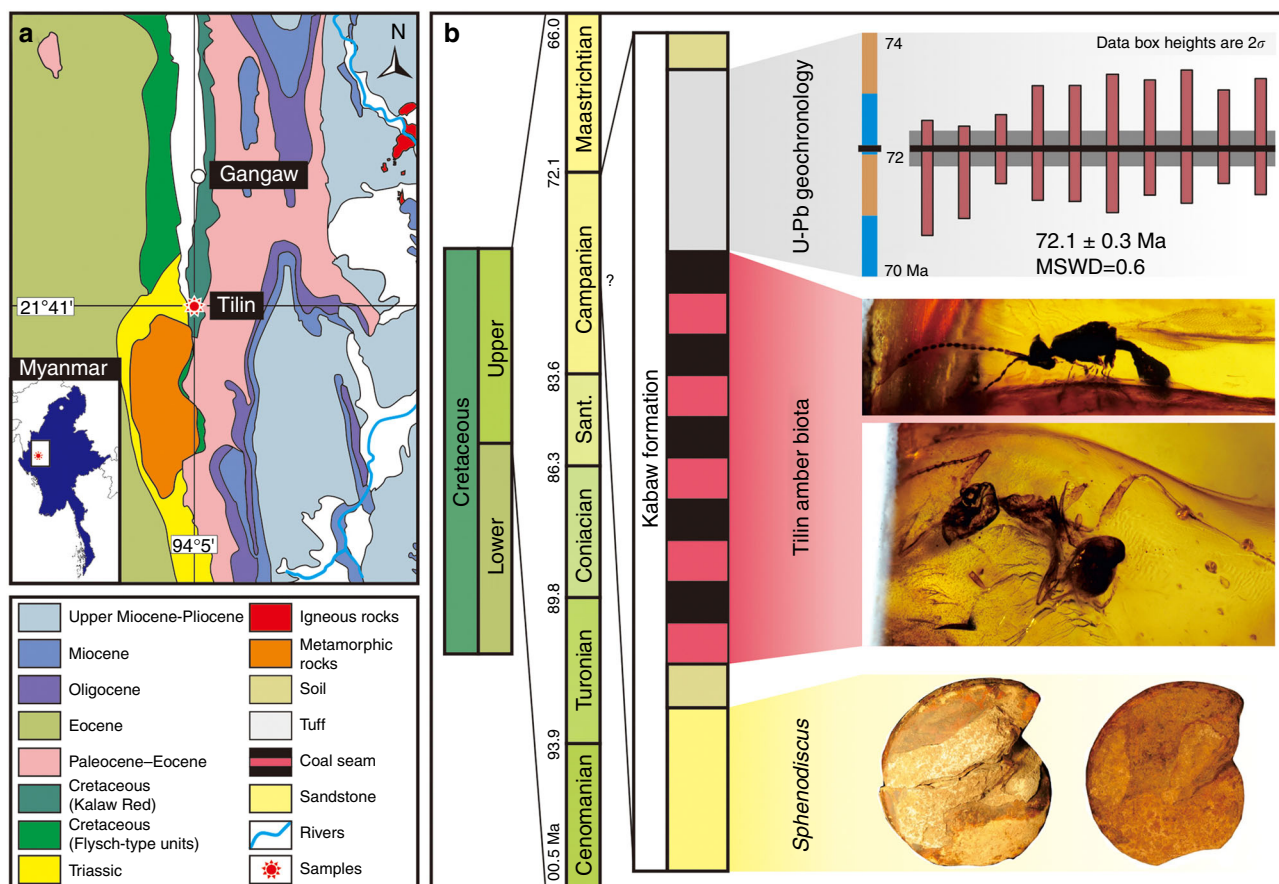 a
N
Gangaw
Tilin
21°41'
Myanmar
94°5'
Upper Miocene-Pliocene
Miocene
Oligocene
Eocene
Paleocene–Eocene
Cretaceous
(Kalaw Red)
Cretaceous
(Flysch-type units)
Triassic
Igneous rocks
Metamorphic
rocks
Soil
Tuff
Coal seam
Sandstone
Rivers
Samples
b
Cretaceous
Upper
Lower
66.0
Maastrichtian
72.1
Campanian
83.6
Sant.
86.3
Coniacian
89.8
Turonian
93.9
Cenomanian
00.5 Ma
?
Kabaw formation
U-Pb geochronology
74
72
70 Ma
Data box heights are 2σ
72.1 ± 0.3 Ma
MSWD=0.6
Tilin amber biota
Sphenodiscus